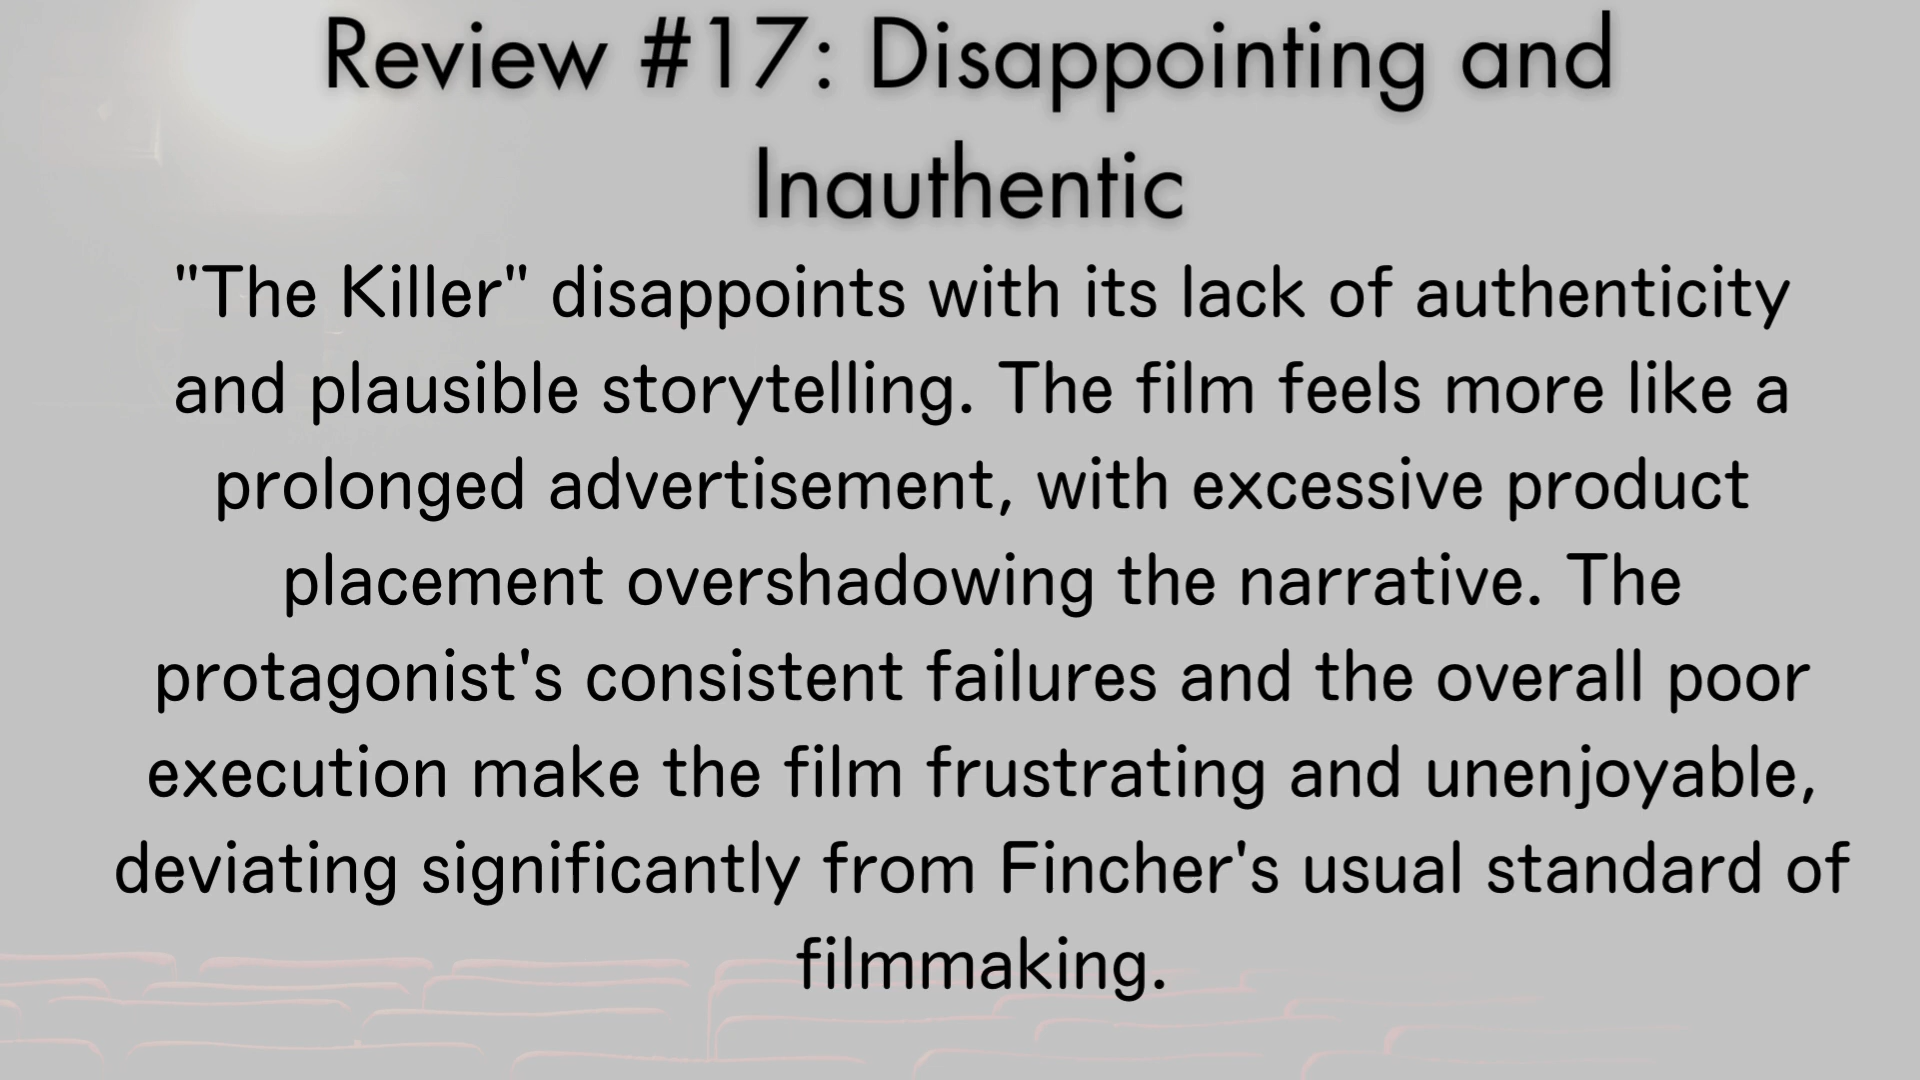 Review #17: Disappointing and
Inauthentic
"The Killer" disappoints with its lack of authenticity
and plausible storytelling. The film feels more like a
prolonged advertisement, with excessive product
placement overshadowing the narrative. The
protagonist's consistent failures and the overall poor
execution make the film frustrating and unenjoyable,
deviating significantly from Fincher's usual standard of
filmmaking.